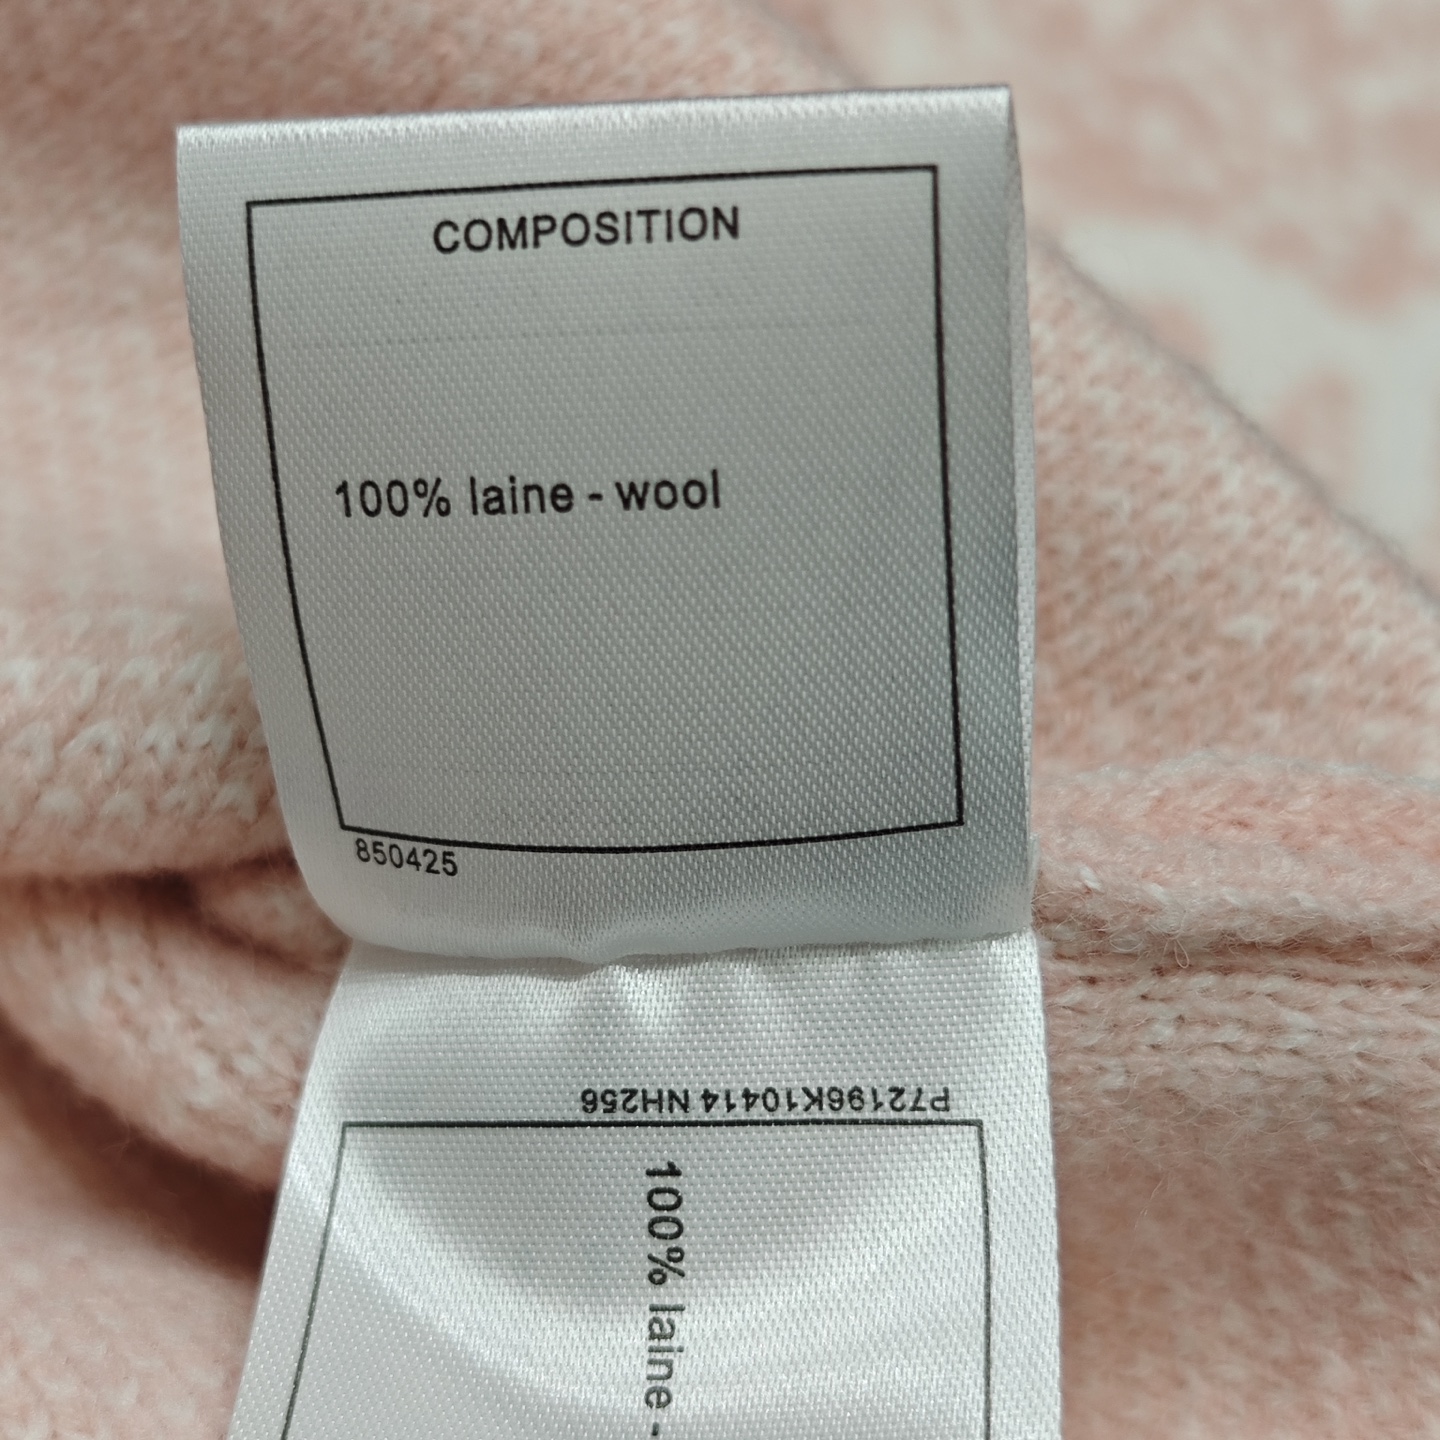 COMPOSITION
100% laine - wool
850425
P72196K10414 NH256
100% laine -